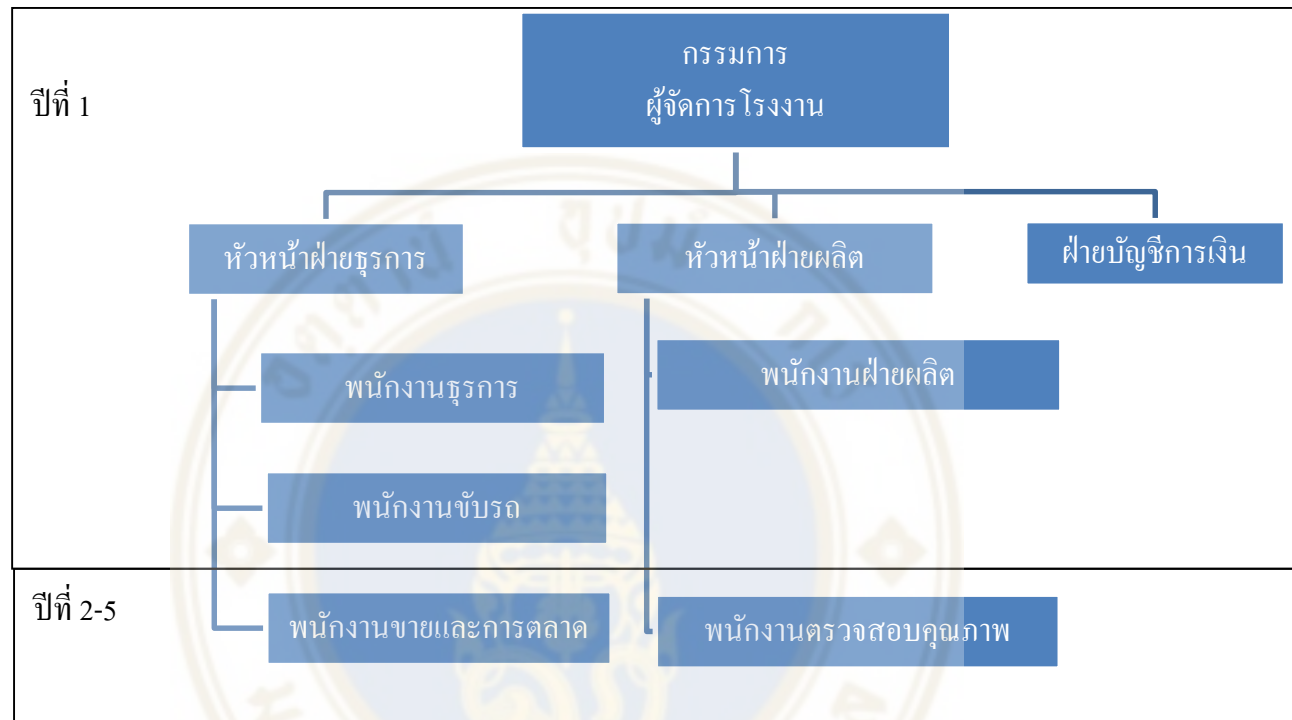 กรรมการ
ผู้จัดการโรงงาน
ปีที่ 1
หัวหน้าฝ่ายธุรการ
หัวหน้าฝ่ายผลิต
ฝ่ายบัญชีการเงิน
พนักงานธุรการ
พนักงานฝ่ายผลิต
พนักงานขับรถ
ปีที่ 2-5
พนักงานขายและการตลาด
พนักงานตรวจสอบคุณภาพ